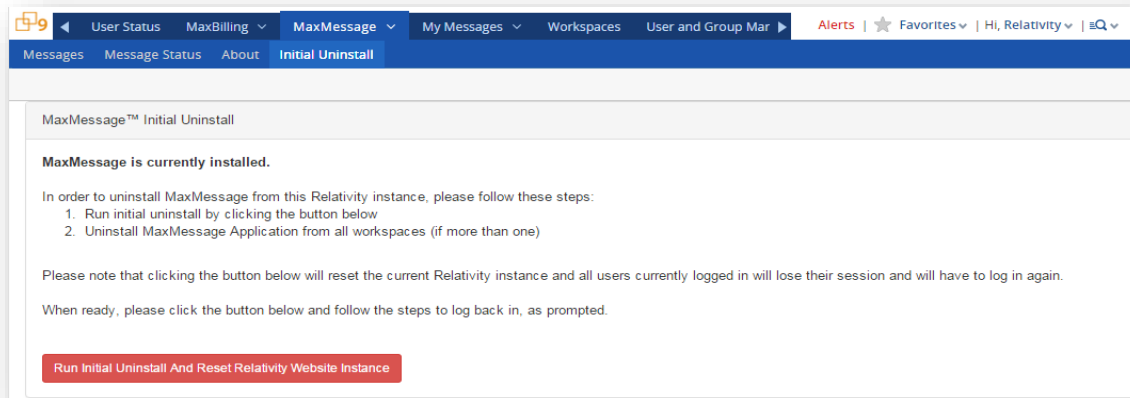 9 User Status MaxBilling MaxMessage My Messages Workspaces User and Group Mar Alerts | Favorites | Hi, Relativity |
Messages Message Status About Initial Uninstall
MaxMessage™ Initial Uninstall
MaxMessage is currently installed.
In order to uninstall MaxMessage from this Relativity instance, please follow these steps:
1. Run initial uninstall by clicking the button below
2. Uninstall MaxMessage Application from all workspaces (if more than one)
Please note that clicking the button below will reset the current Relativity instance and all users currently logged in will lose their session and will have to log in again.
When ready, please click the button below and follow the steps to log back in, as prompted.
Run Initial Uninstall And Reset Relativity Website Instance